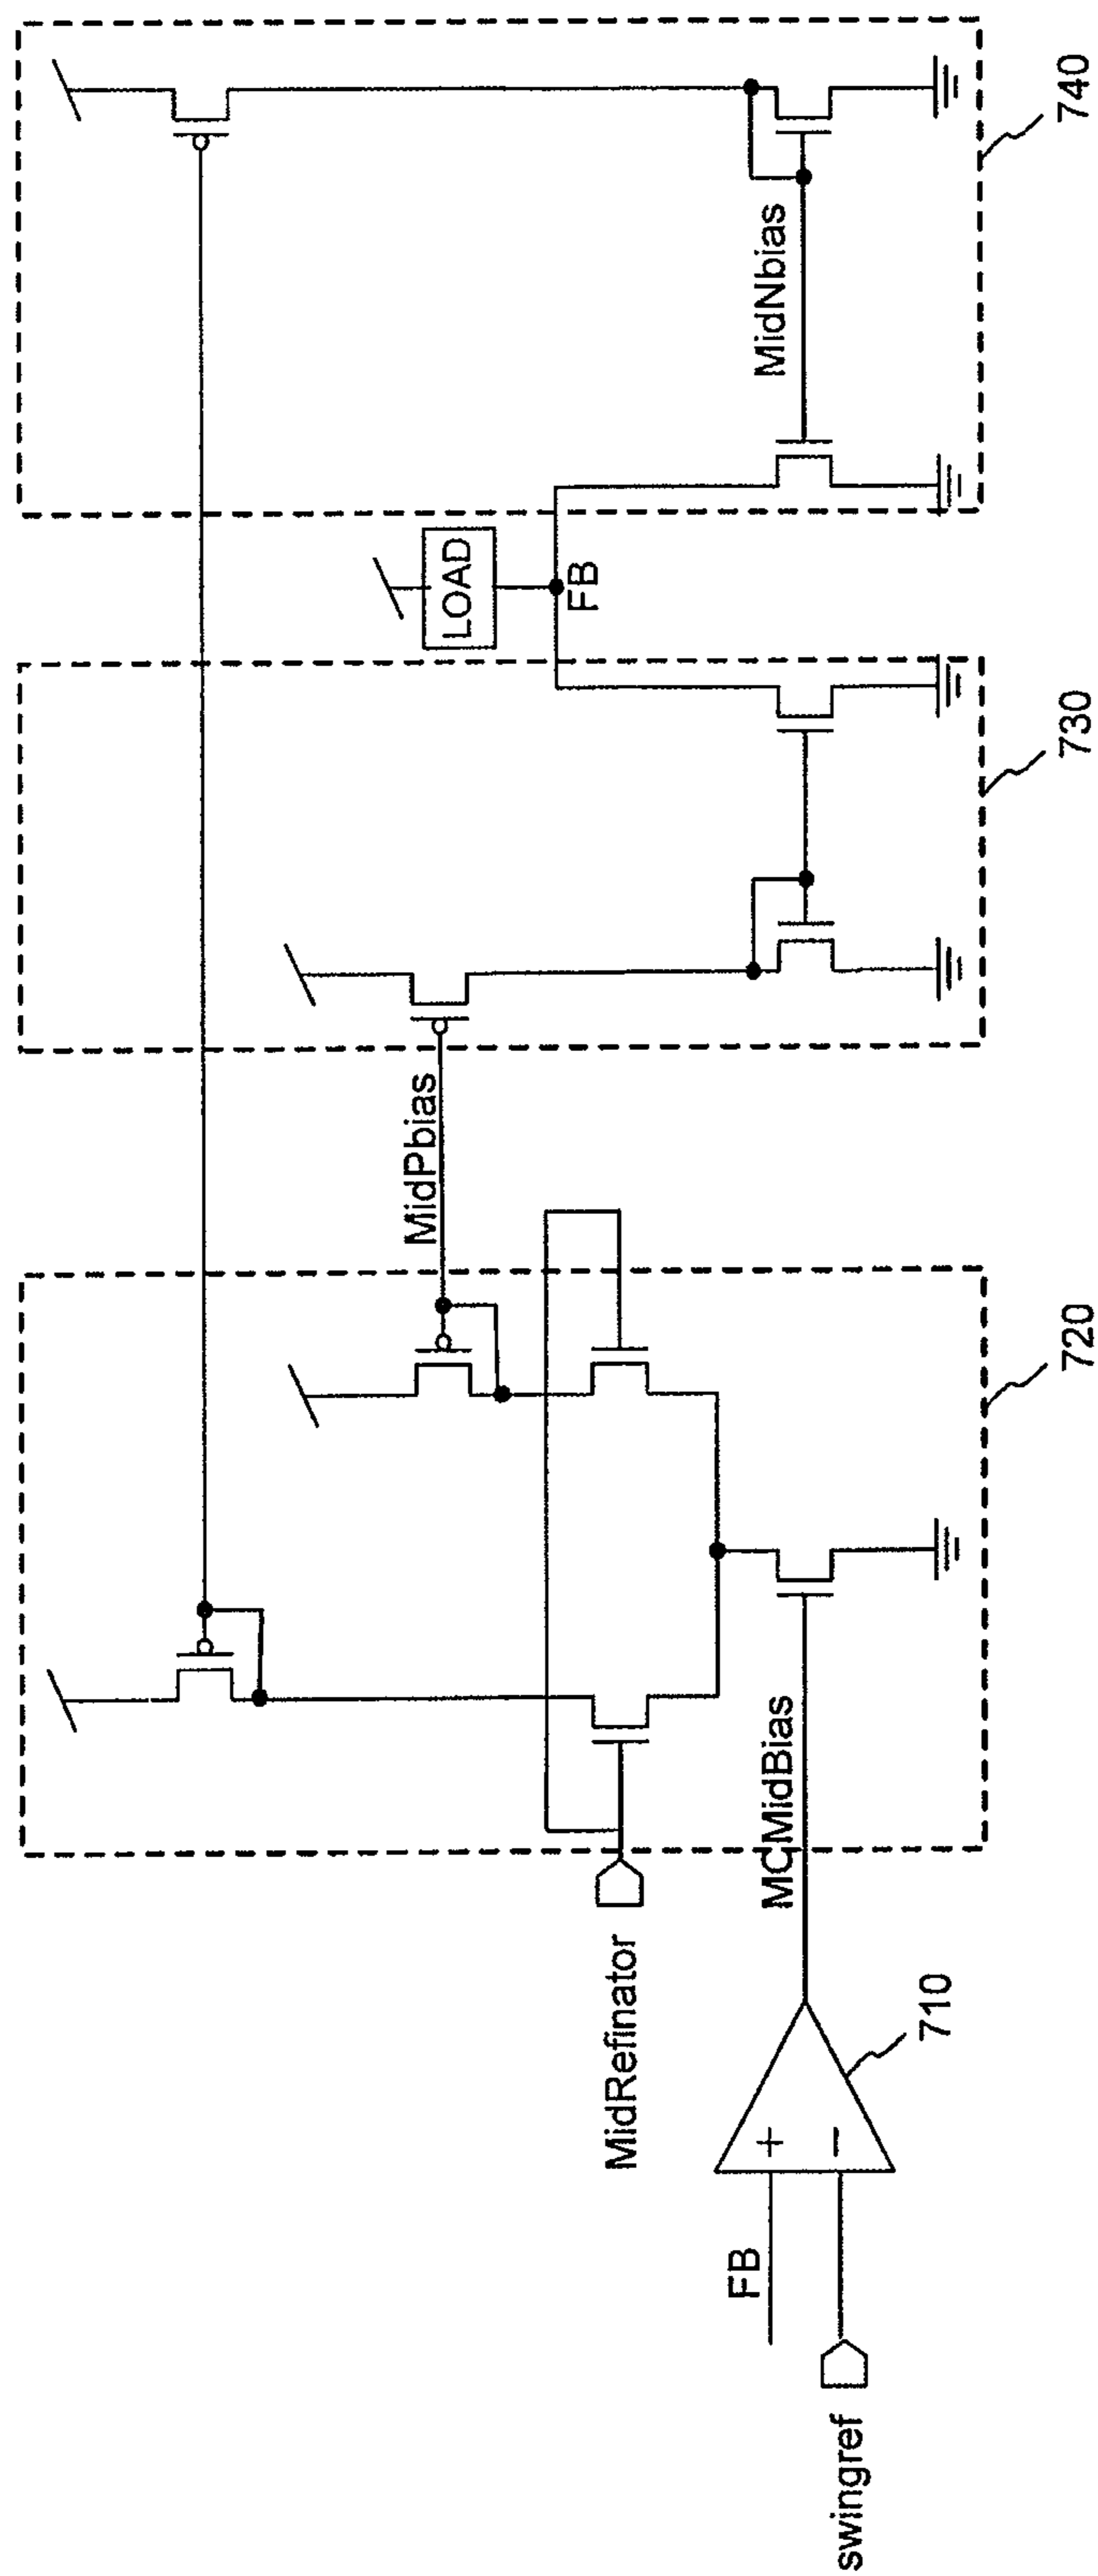 740
MidNbias
LOAD
FB
730
MidPbias
720
MCMidBias
MidRefinator
710
+
−
FB
swingref